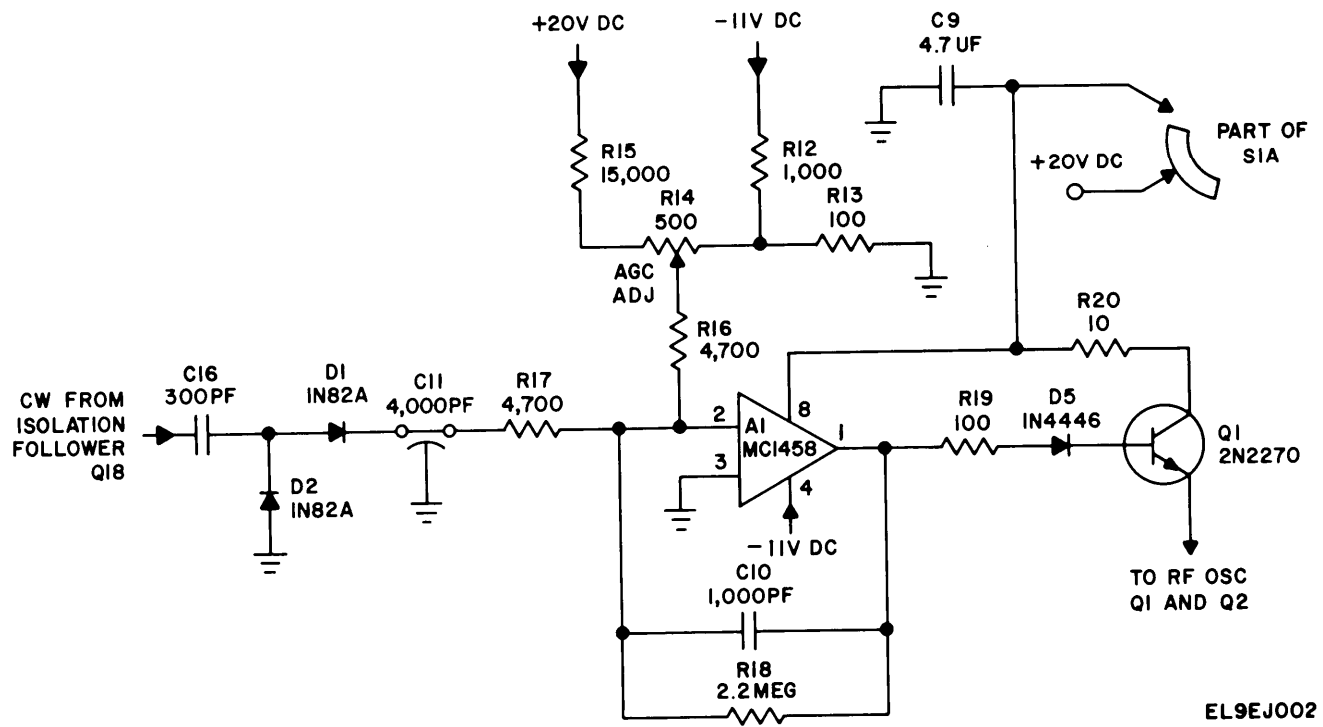 +20V DC
-11V DC
C9
4.7 UF
R15
15,000
R12
1,000
PART OF
S1A
+20V DC
R14
500
R13
100
AGC
ADJ
R16
4,700
R20
10
C16
300PF
D1
IN82A
C11
4,000PF
R17
4,700
CW FROM
ISOLATION
FOLLOWER
Q18
2
A1
MC1458
8
1
3
4
R19
100
D5
IN4446
Q1
2N2270
D2
IN82A
-11V DC
C10
1,000PF
TO RF OSC
Q1 AND Q2
R18
2.2 MEG
EL9EJ002